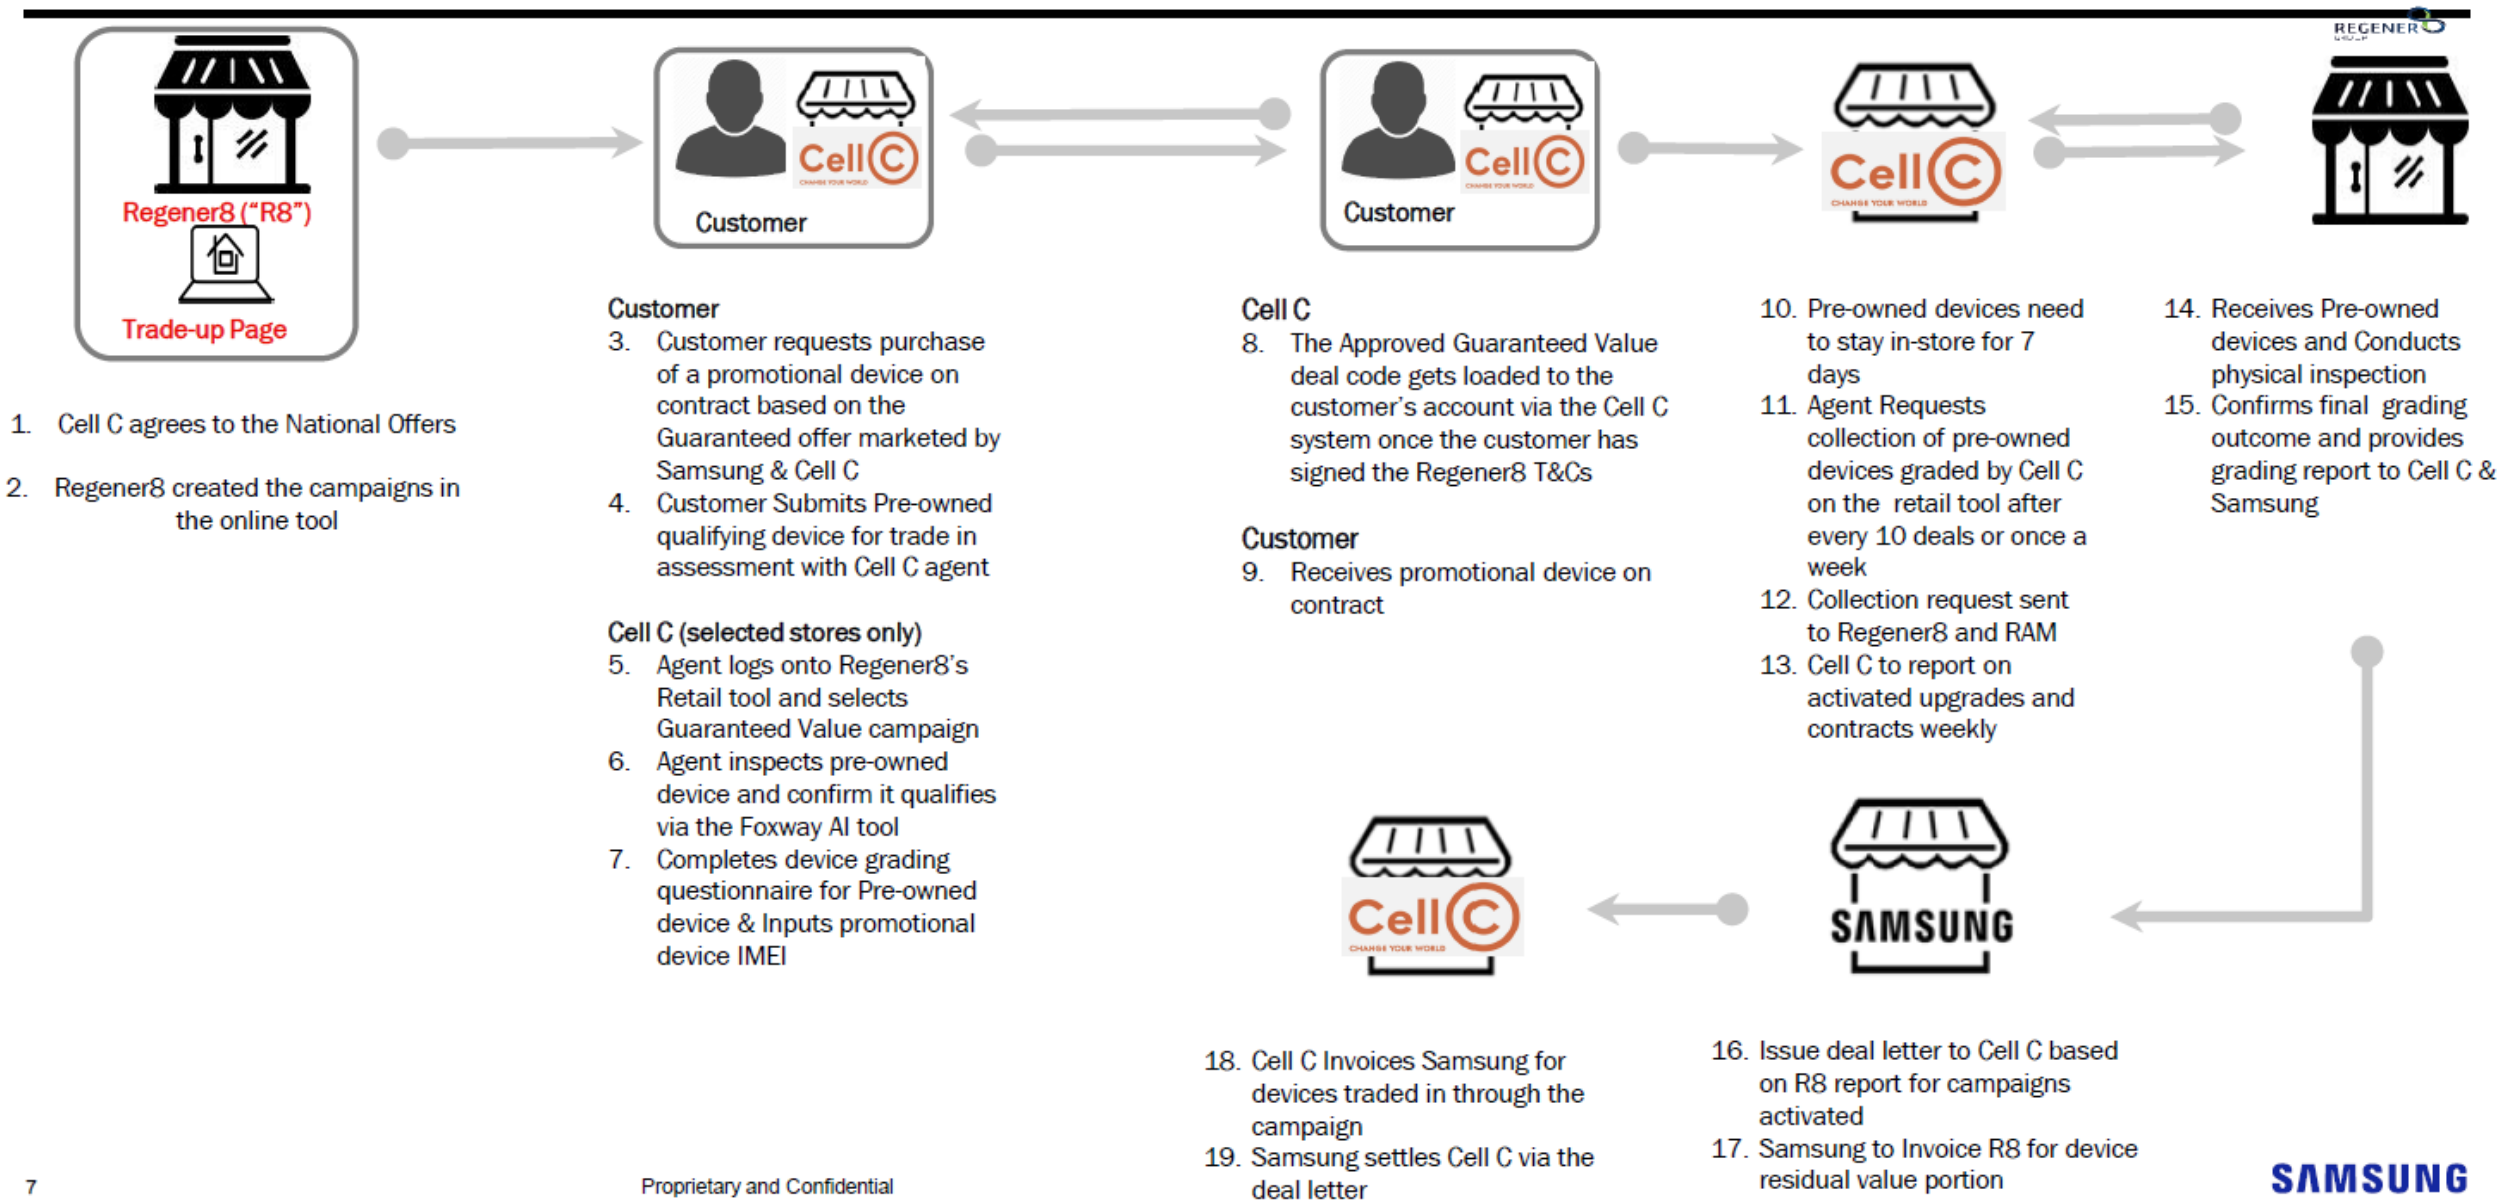 REGENER8
Regener8 ("R8")
Trade-up Page
1. Cell C agrees to the National Offers
2. Regener8 created the campaigns in
the online tool
Cell C
CHANGE YOUR WORLD
Customer
Customer
3. Customer requests purchase
of a promotional device on
contract based on the
Guaranteed offer marketed by
Samsung & Cell C
4. Customer Submits Pre-owned
qualifying device for trade in
assessment with Cell C agent
Cell C (selected stores only)
5. Agent logs onto Regener8's
Retail tool and selects
Guaranteed Value campaign
6. Agent inspects pre-owned
device and confirm it qualifies
via the Foxway AI tool
7. Completes device grading
questionnaire for Pre-owned
device & Inputs promotional
device IMEI
Cell C
CHANGE YOUR WORLD
Customer
Cell C
8. The Approved Guaranteed Value
deal code gets loaded to the
customer's account via the Cell C
system once the customer has
signed the Regener8 T&Cs
Customer
9. Receives promotional device on
contract
Cell C
CHANGE YOUR WORLD
10. Pre-owned devices need
to stay in-store for 7
days
11. Agent Requests
collection of pre-owned
devices graded by Cell C
on the retail tool after
every 10 deals or once a
week
12. Collection request sent
to Regener8 and RAM
13. Cell C to report on
activated upgrades and
contracts weekly
14. Receives Pre-owned
devices and Conducts
physical inspection
15. Confirms final grading
outcome and provides
grading report to Cell C &
Samsung
SAMSUNG
16. Issue deal letter to Cell C based
on R8 report for campaigns
activated
17. Samsung to Invoice R8 for device
residual value portion
Cell C
CHANGE YOUR WORLD
18. Cell C Invoices Samsung for
devices traded in through the
campaign
19. Samsung settles Cell C via the
deal letter
7
Proprietary and Confidential
SAMSUNG